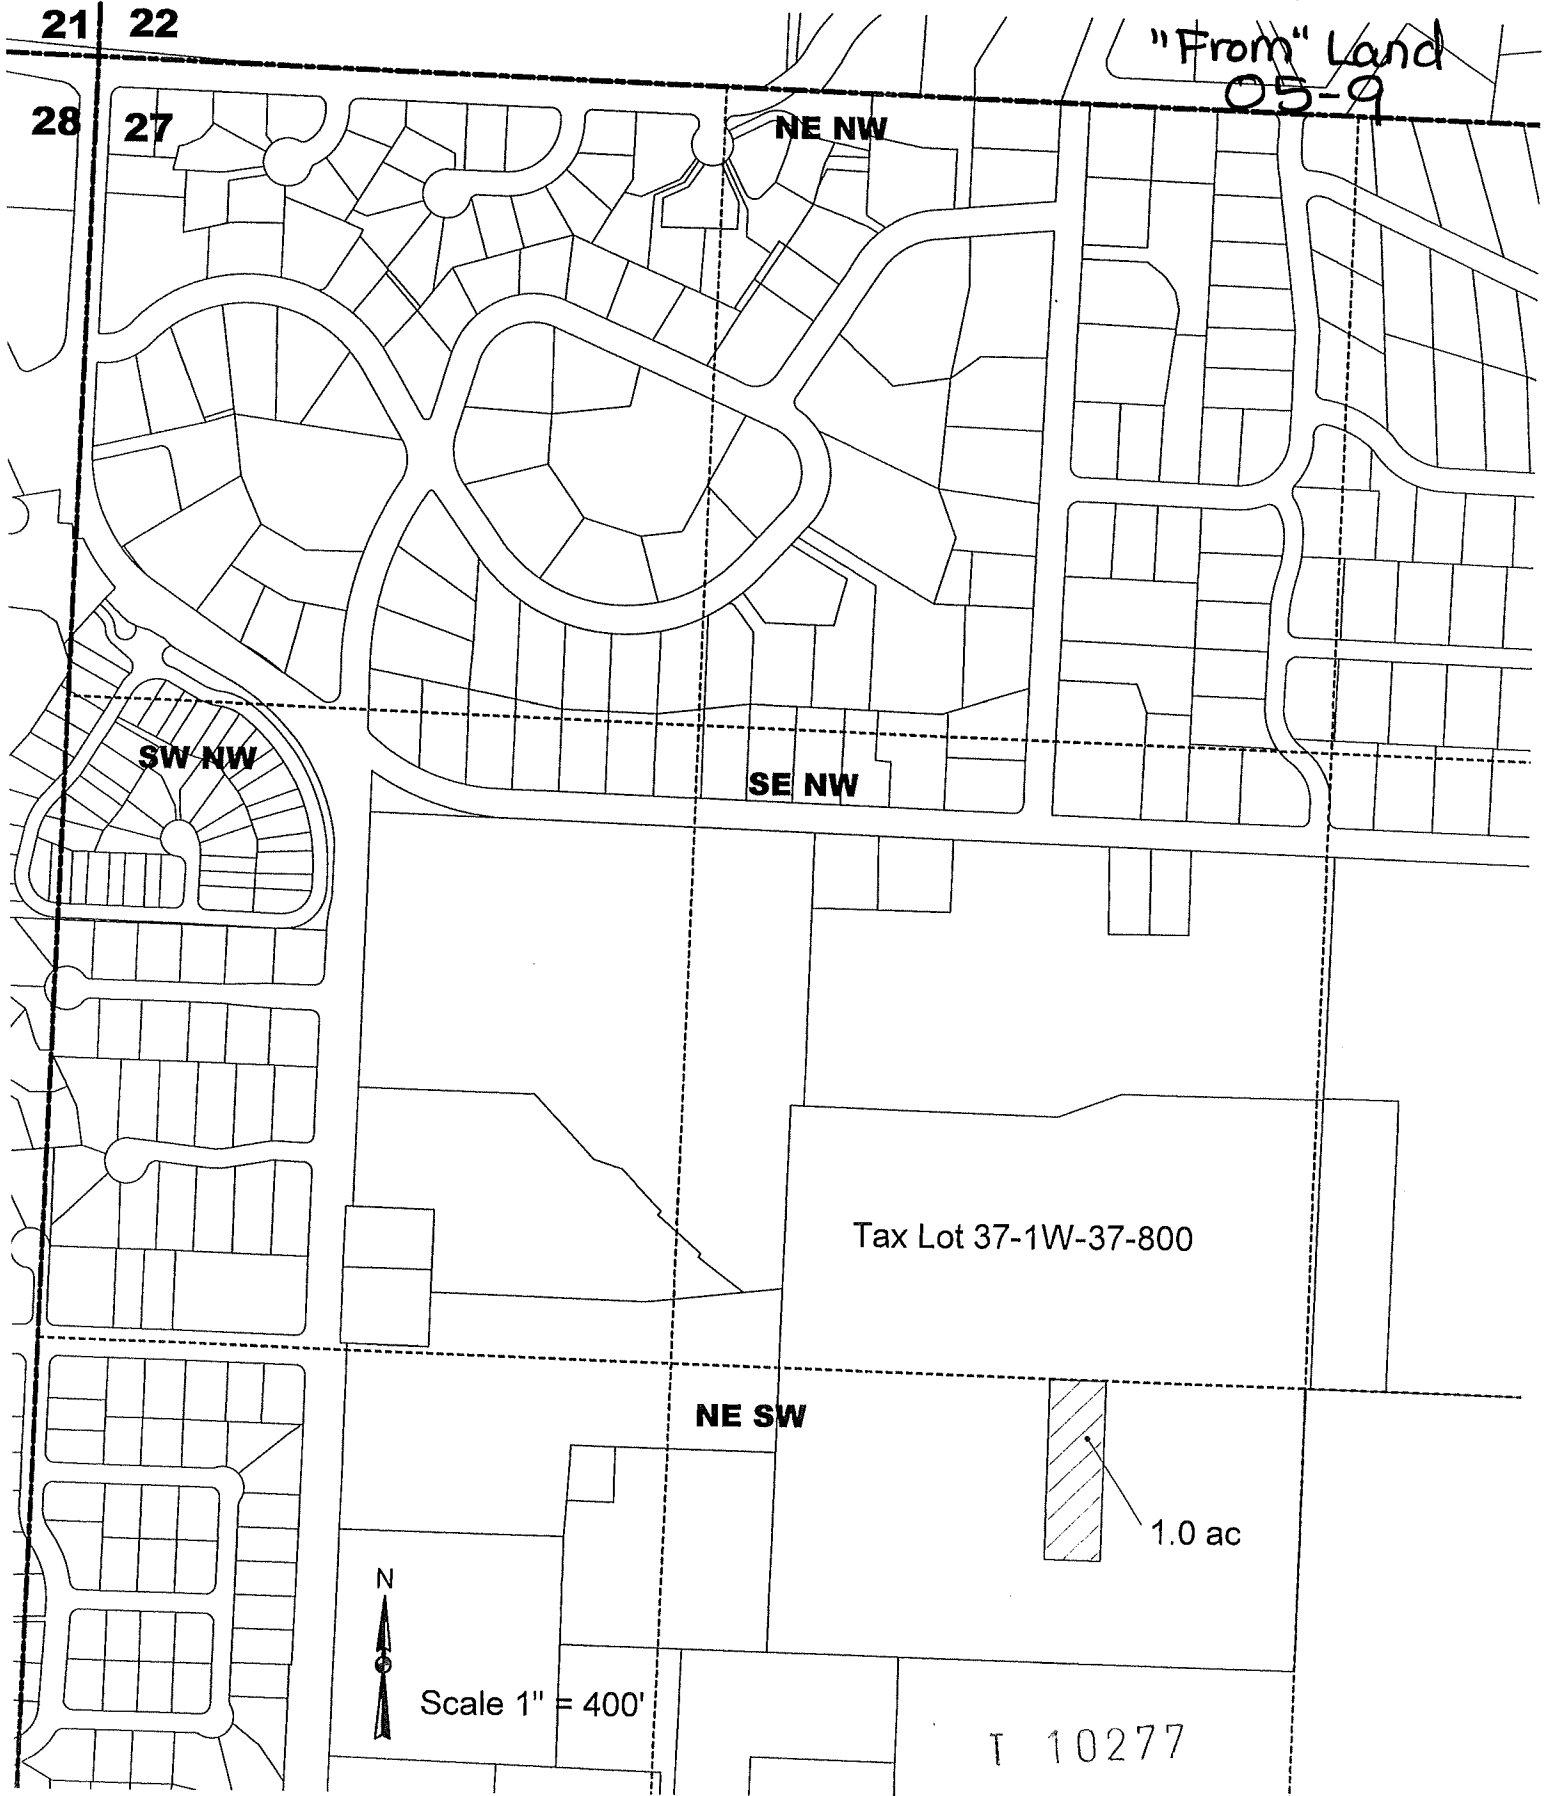 21 22
"From" Land
05-9
28 27
NE NW
SW NW
SE NW
Tax Lot 37-1W-37-800
NE SW
1.0 ac
N
Scale 1" = 400'
T 10277